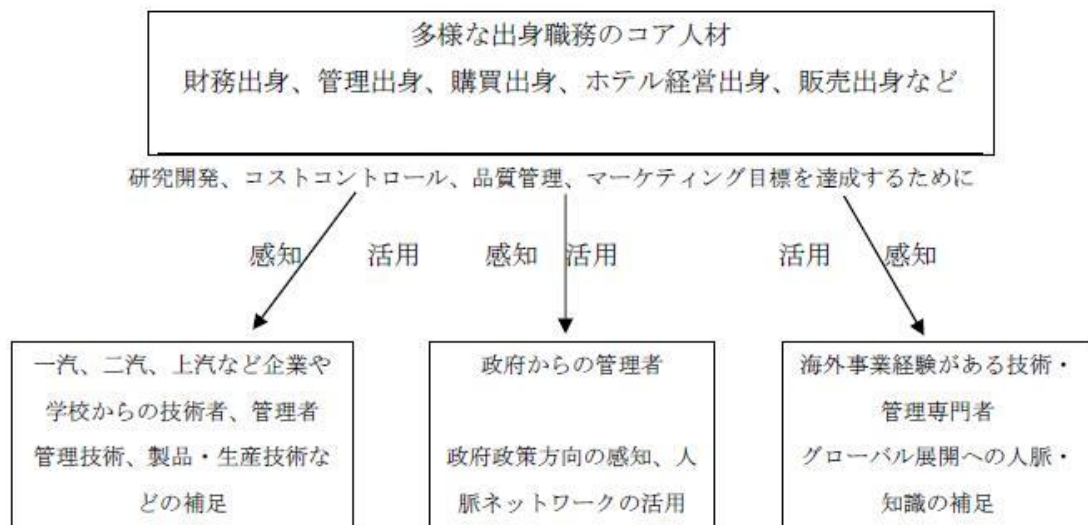 多様な出身職務のコア人材
財務出身、管理出身、購買出身、ホテル経営出身、販売出身など
研究開発、コストコントロール、品質管理、マーケティング目標を達成するために
感知 活用 感知 活用 活用 感知
一汽、二汽、上汽など企業や
学校からの技術者、管理者
管理技術、製品・生産技術な
どの補足
政府からの管理者
政府政策方向の感知、人
脈ネットワークの活用
海外事業経験がある技術・
管理専門者
グローバル展開への人脈・
知識の補足